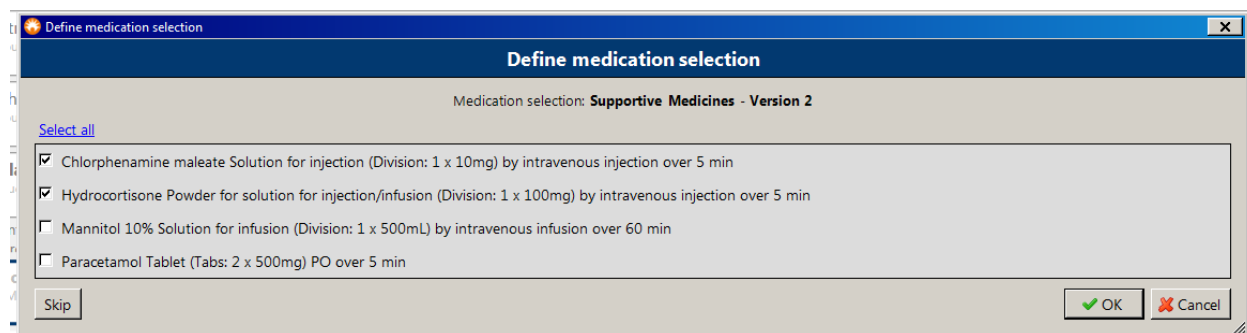 Define medication selection
Define medication selection
Medication selection: Supportive Medicines - Version 2
Select all
Chlorphenamine maleate Solution for injection (Division: 1 x 10mg) by intravenous injection over 5 min
Hydrocortisone Powder for solution for injection/infusion (Division: 1 x 100mg) by intravenous injection over 5 min
Mannitol 10% Solution for infusion (Division: 1 x 500mL) by intravenous infusion over 60 min
Paracetamol Tablet (Tabs: 2 x 500mg) PO over 5 min
Skip
OK
Cancel